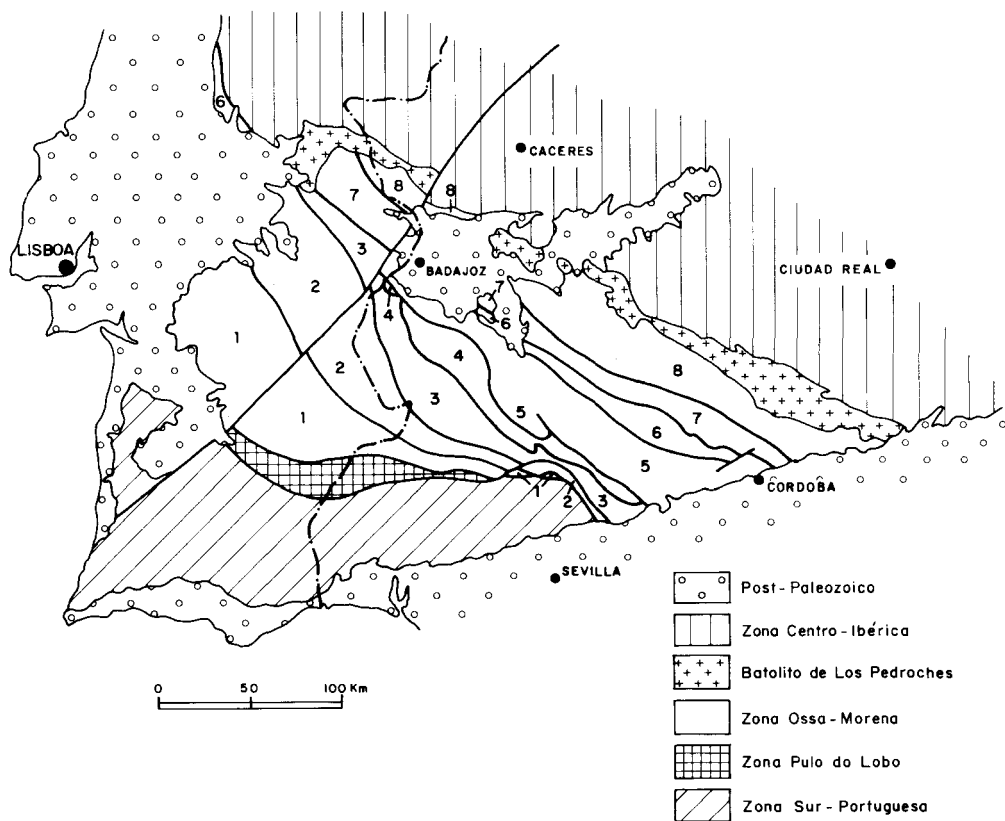 6
CACERES
8
8
7
LISBOA
3
BADAJOZ
CIUDAD REAL
2
7
4
6
1
4
8
2
3
5
7
1
6
5
CORDOBA
1
2
3
SEVILLA
Post-Paleozoico
Zona Centro-Ibérica
0 50 100 Km
Batolito de Los Pedroches
Zona Ossa-Morena
Zona Pulo do Lobo
Zona Sur-Portuguesa